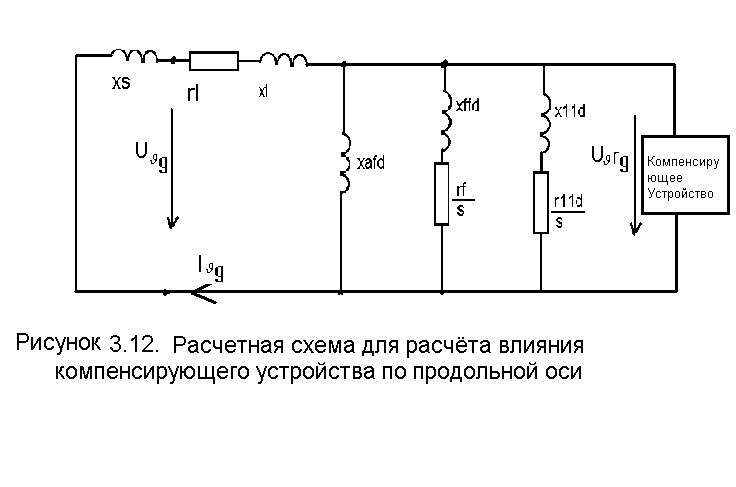 xs
rl
xl
xffd
x11d
U𝜗g
xafd
U𝜗rg
Компенсиру
ющее
Устройство
rf
s
r11d
s
I𝜗g
Рисунок 3.12. Расчетная схема для расчёта влияния
компенсирующего устройства по продольной оси